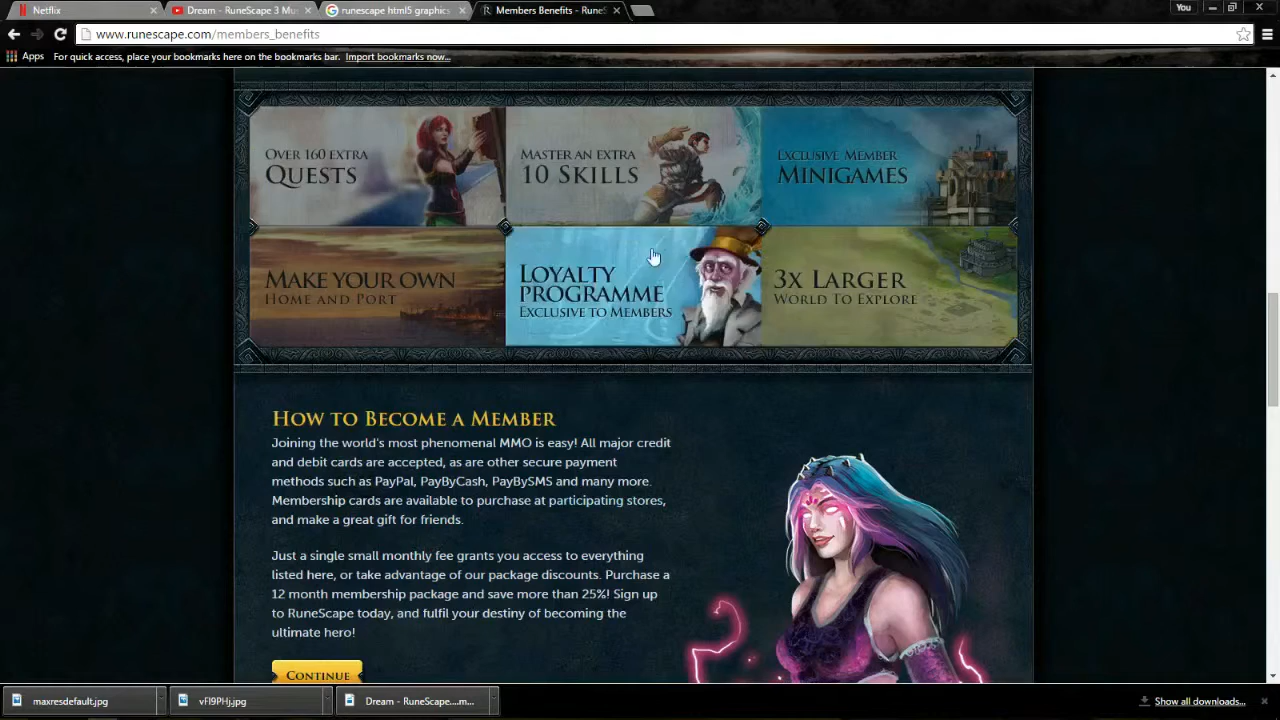 Netflix
Dream - RuneScape 3 Mus
runescape html5 graphics
Members Benefits - RuneS
You
www.runescape.com/members_benefits
Apps
For quick access, place your bookmarks here on the bookmarks bar. Import bookmarks now...
Over 160 extra
Quests
Master an extra
10 Skills
Exclusive Member
Minigames
Make your own
Home and Port
Loyalty
Programme
Exclusive to Members
3x Larger
World To Explore
How to Become a Member
Joining the world's most phenomenal MMO is easy! All major credit
and debit cards are accepted, as are other secure payment
methods such as PayPal, PayByCash, PayBySMS and many more.
Membership cards are available to purchase at participating stores,
and make a great gift for friends.
Just a single small monthly fee grants you access to everything
listed here, or take advantage of our package discounts. Purchase a
12 month membership package and save more than 25%! Sign up
to RuneScape today, and fulfil your destiny of becoming the
ultimate hero!
Continue
maxresdefault.jpg
vFI9PHj.jpg
Dream - RuneScape....m...
Show all downloads...